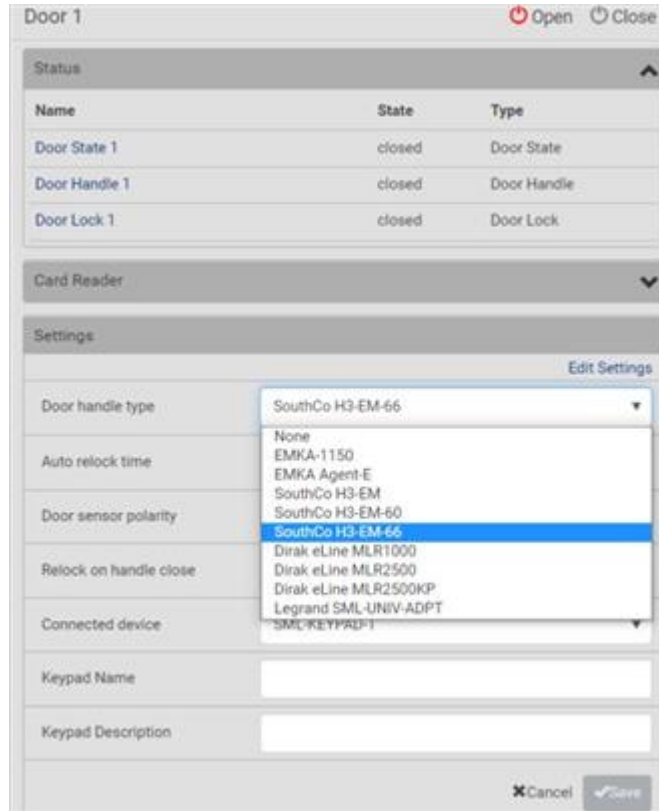 Door 1 Open Close
Status
Name State Type
Door State 1 closed Door State
Door Handle 1 closed Door Handle
Door Lock 1 closed Door Lock
Card Reader
Settings
Edit Settings
Door handle type SouthCo H3-EM-66
None
EMKA-1150
Auto relock time
EMKA Agent-E
SouthCo H3-EM
Door sensor polarity SouthCo H3-EM-60
SouthCo H3-EM-66
Dirak eLine MLR1000
Relock on handle close Dirak eLine MLR2500
Dirak eLine MLR2500KP
Legrand SML-UNIV-ADPT
Connected device SML-KEYPAD-1
Keypad Name
Keypad Description
Cancel Save